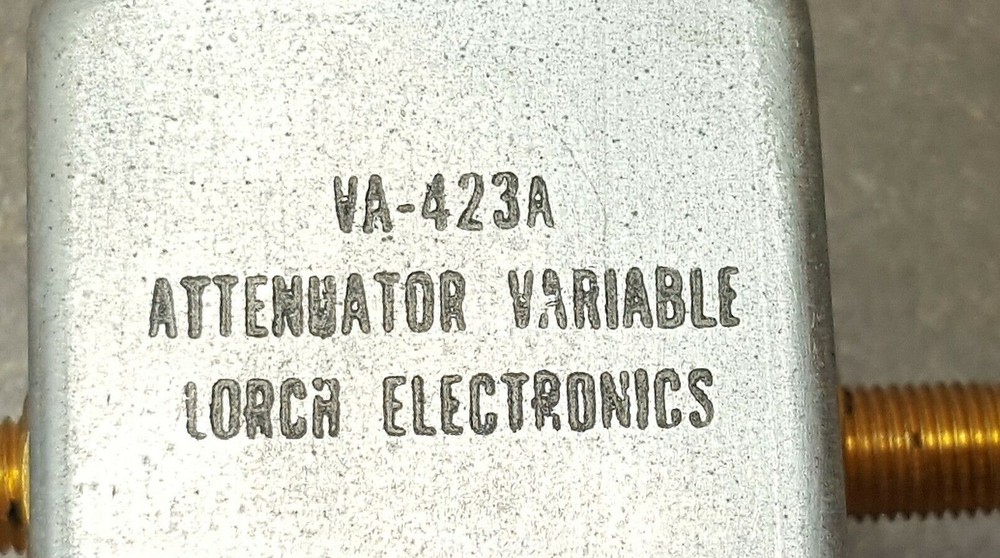 VA-423A
ATTENUATOR VARIABLE
LORCH ELECTRONICS